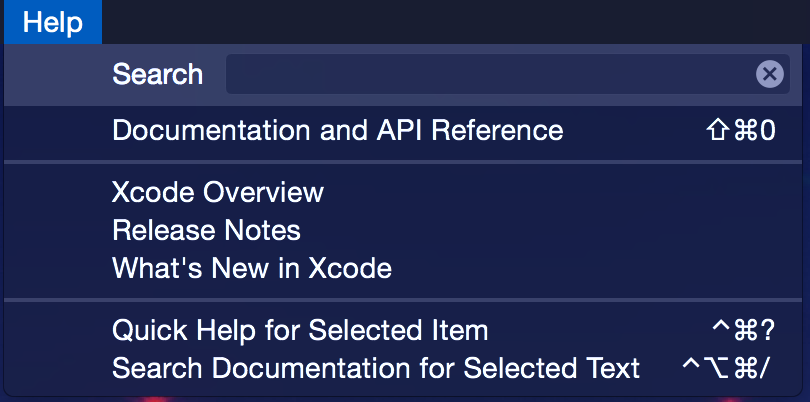 Help
Search
Documentation and API Reference ⇧⌘0
Xcode Overview
Release Notes
What's New in Xcode
Quick Help for Selected Item ^⌘?
Search Documentation for Selected Text ^⌥⌘/